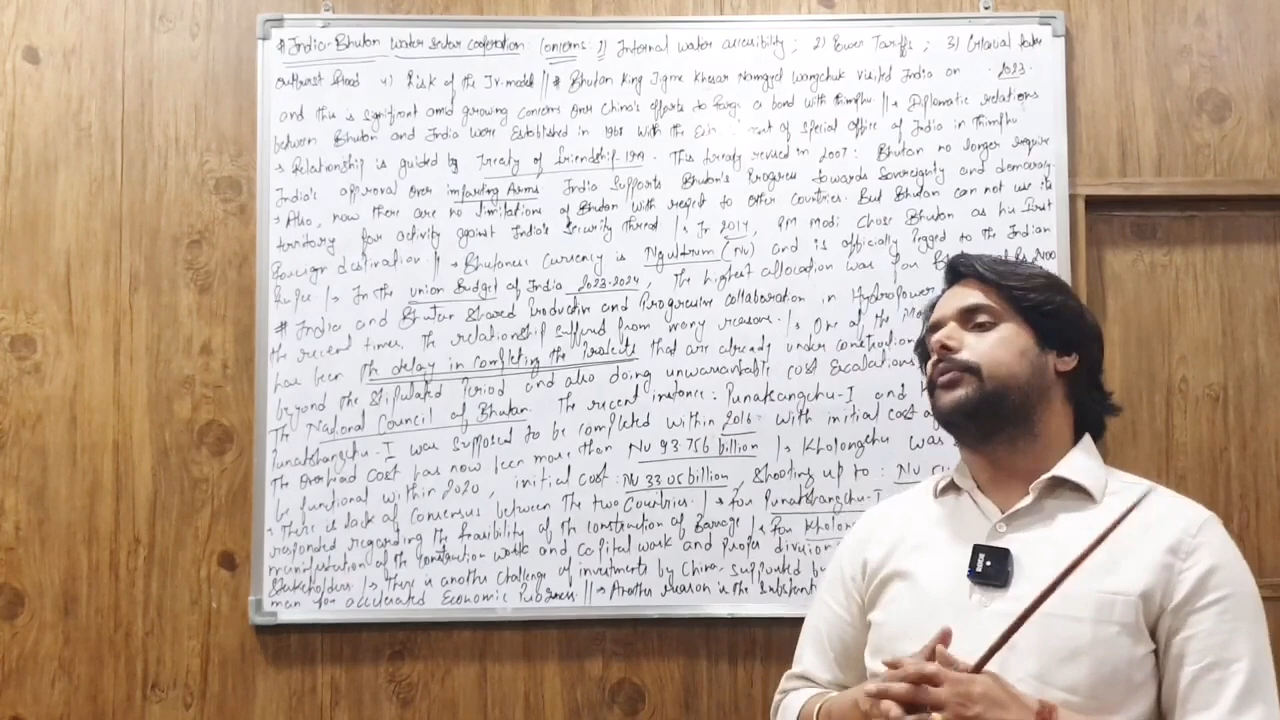 # India-Bhutan Water Sector Cooperation: Concerns: 1) Internal water accessibility; 2) Power Tariffs; 3) Glacial
outburst flood 4) Risk of the JV-model || # Bhutan King Jigme Khesar Namgyel Wangchuk visited India on 2023.
and this is significant amid growing concerns over China's efforts to forge a bond with Thimphu. || → Diplomatic relations
between Bhutan and India were Established in 1968 with the of special office of India in Thimphu
→ Relationship is guided by Treaty of friendship-1949. This treaty revised in 2007: Bhutan no longer require
India's approval over importing Arms India supports Bhutan's Progress towards Sovereignty and democracy.
→ Also, now there are no limitations of Bhutan with respect to other countries. But Bhutan can not use its
territory for activity against India's security threat |→ In 2014, PM Modi chose Bhutan as his First
Foreign destination. || → Bhutanese currency is Ngultrum (Nu) and is officially Pegged to the Indian
Rupee |→ In the union Budget of India 2023-2024, The highest allocation was for 2400
# India and Bhutan Shared Productive and Progressive collaboration in Hydropower
the recent times, The relationship suffered from many reasons. |→ One of the
has been the delay in completing the Projects that are already under construction
beyond the stipulated Period and also doing unwarrantable cost Escalations
The National Council of Bhutan. The recent instance: Punatsangchu-I and
Punatshangchu-I was supposed to be completed within 2016 with initial cost
The overhead cost has now been more than Nu 93.756 billion |→ Kholongchu was
be functional within 2020, initial cost: Nu 33.05 billion, shooting up to: Nu
→ There is lack of consensus between the two Countries. |→ for Punatshangchu-I
responded regarding the feasibility of the construction of Barrage |→ for Kholon
manifestation of the construction work and capital work and proper division
Stakeholders. |→ There is another challenge of investments by China supported by
man for accelerated Economic Progress. || → Another reason is the Substant
RODE